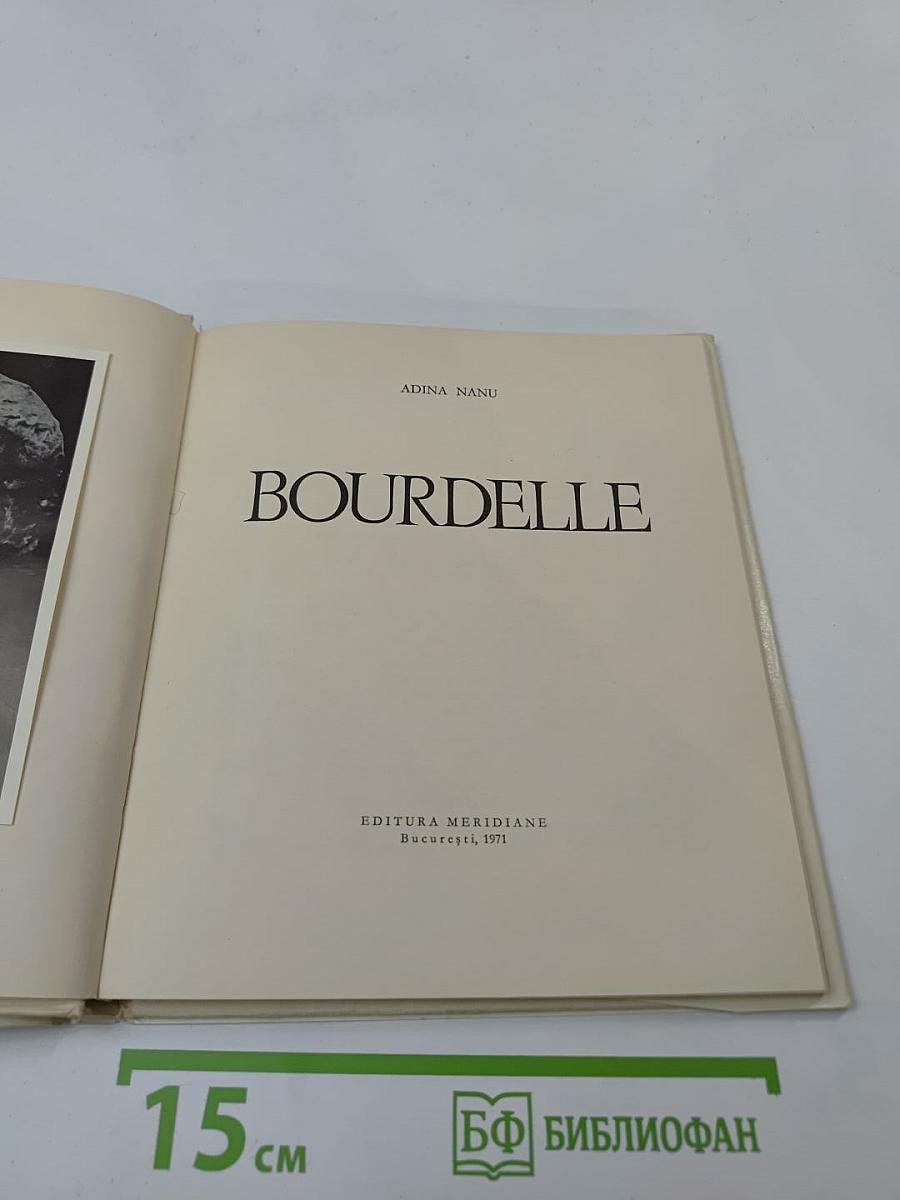 ADINA NANU
BOURDELLE
EDITURA MERIDIANE
București, 1971
15 см
БФ БИБЛИОФАН